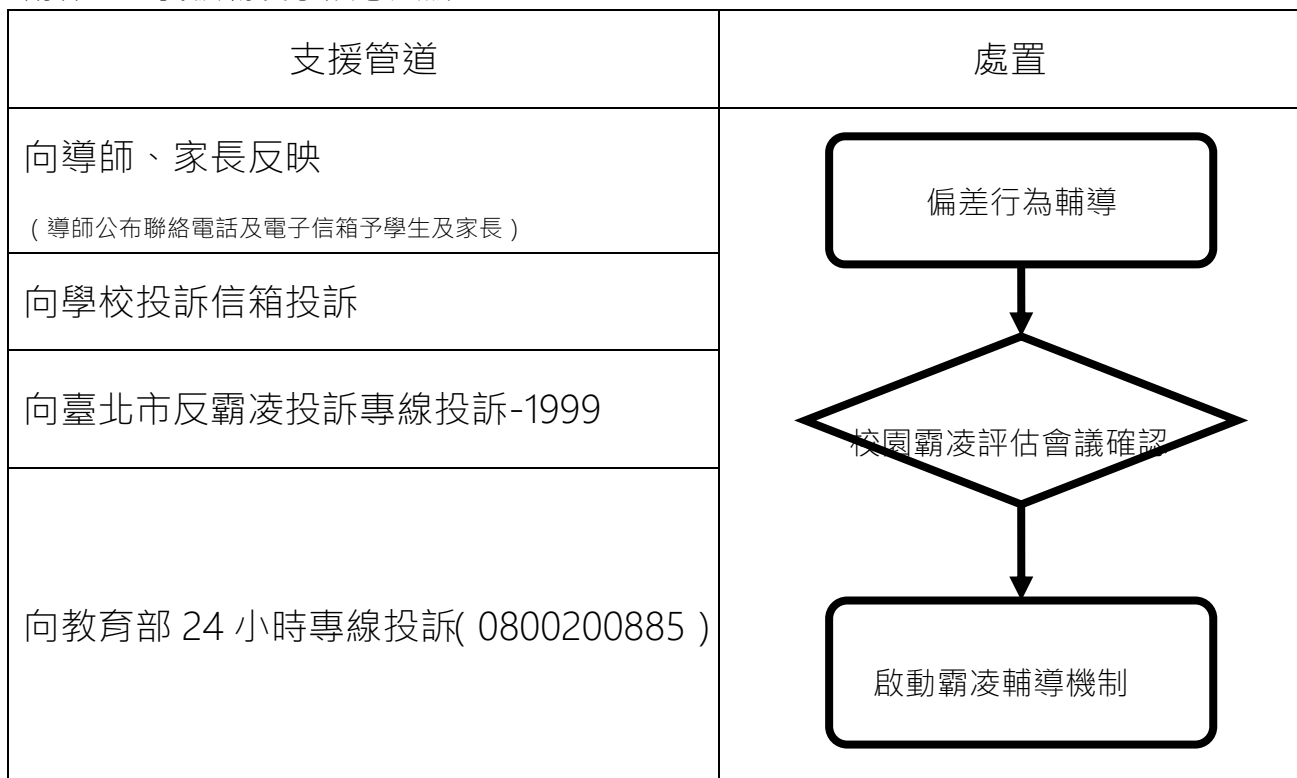 支援管道
處置
向導師、家長反映
（導師公布聯絡電話及電子信箱予學生及家長）
向學校投訴信箱投訴
向臺北市反霸凌投訴專線投訴-1999
向教育部 24 小時專線投訴( 0800200885 )
偏差行為輔導
校園霸凌評估會議確認
啟動霸凌輔導機制